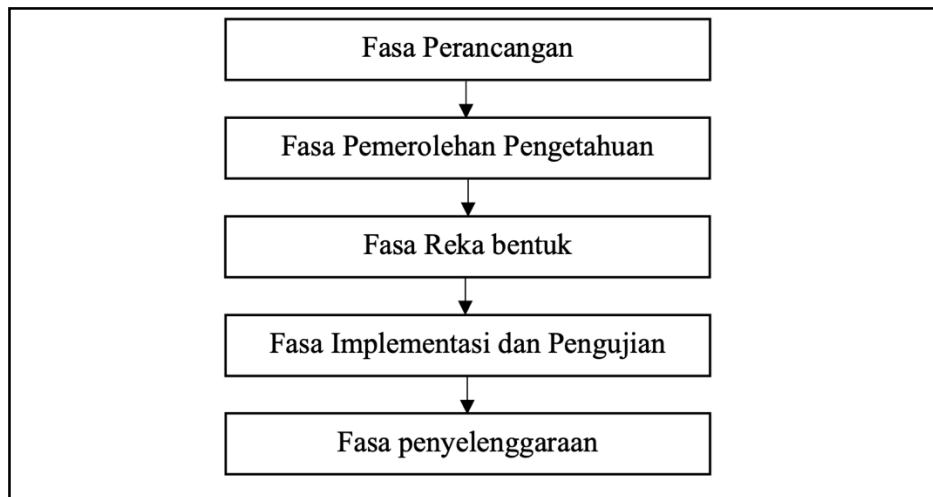 Fasa Perancangan
Fasa Pemerolehan Pengetahuan
Fasa Reka bentuk
Fasa Implementasi dan Pengujian
Fasa penyelenggaraan